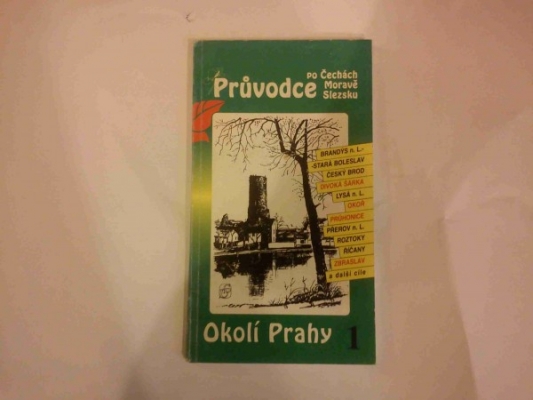 Průvodce po Čechách
Moravě
Slezsku
BRANDÝS n. L.-
-STARÁ BOLESLAV
ČESKÝ BROD
DIVOKÁ ŠÁRKA
LYSÁ n. L.
OKOŘ
PRŮHONICE
PŘEROV n. L.
ROZTOKY
ŘÍČANY
ZBRASLAV
a další cíle
Okolí Prahy 1